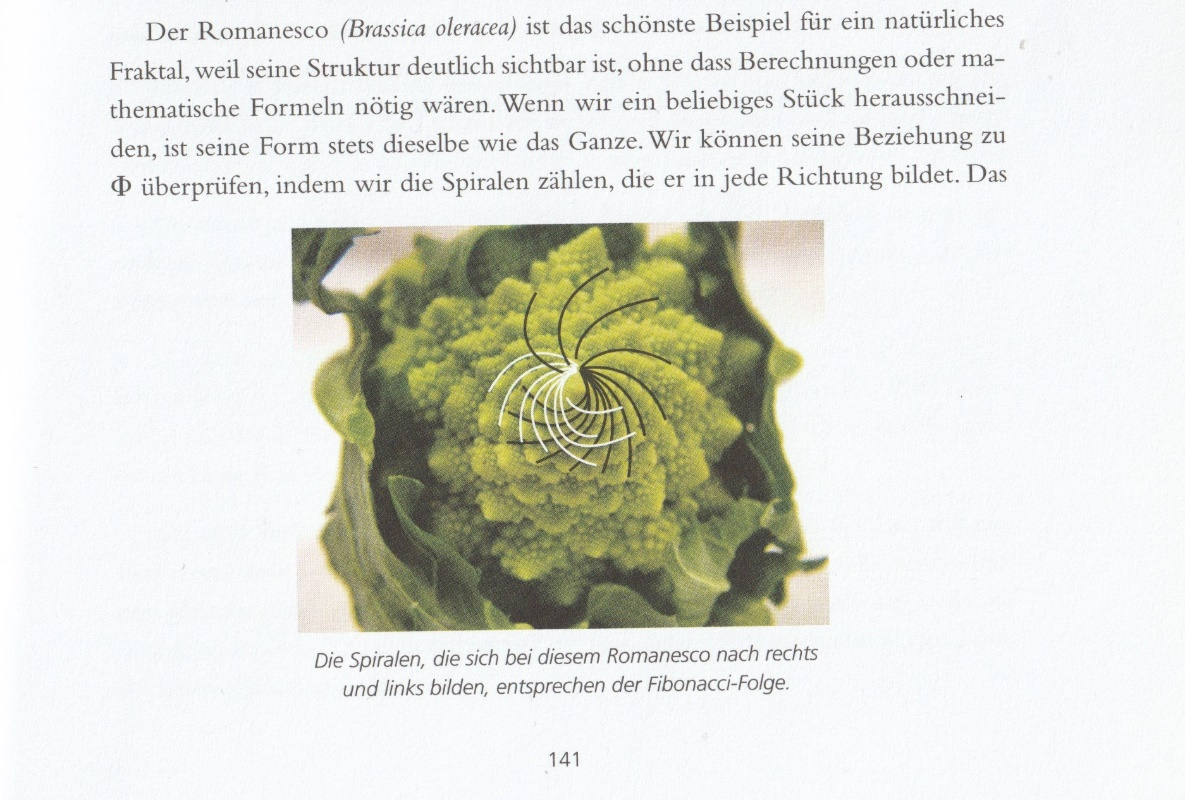 Der Romanesco (Brassica oleracea) ist das schönste Beispiel für ein natürliches
Fraktal, weil seine Struktur deutlich sichtbar ist, ohne dass Berechnungen oder ma-
thematische Formeln nötig wären. Wenn wir ein beliebiges Stück herausschnei-
den, ist seine Form stets dieselbe wie das Ganze. Wir können seine Beziehung zu
Φ überprüfen, indem wir die Spiralen zählen, die er in jede Richtung bildet. Das
Die Spiralen, die sich bei diesem Romanesco nach rechts
und links bilden, entsprechen der Fibonacci-Folge.
141